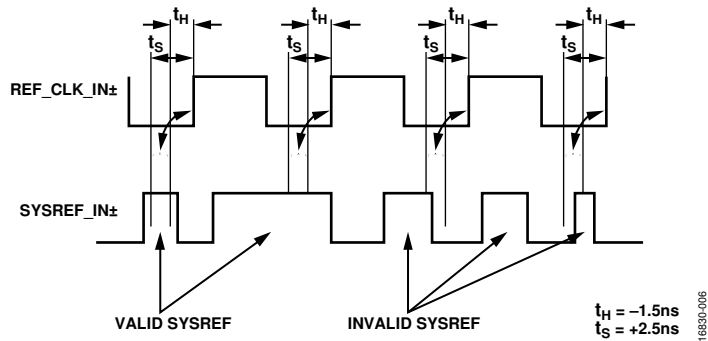 tH tH tH tH
tS tS tS tS
REF_CLK_IN±
SYSREF_IN±
VALID SYSREF INVALID SYSREF
tH = –1.5ns
tS = +2.5ns
16830-006